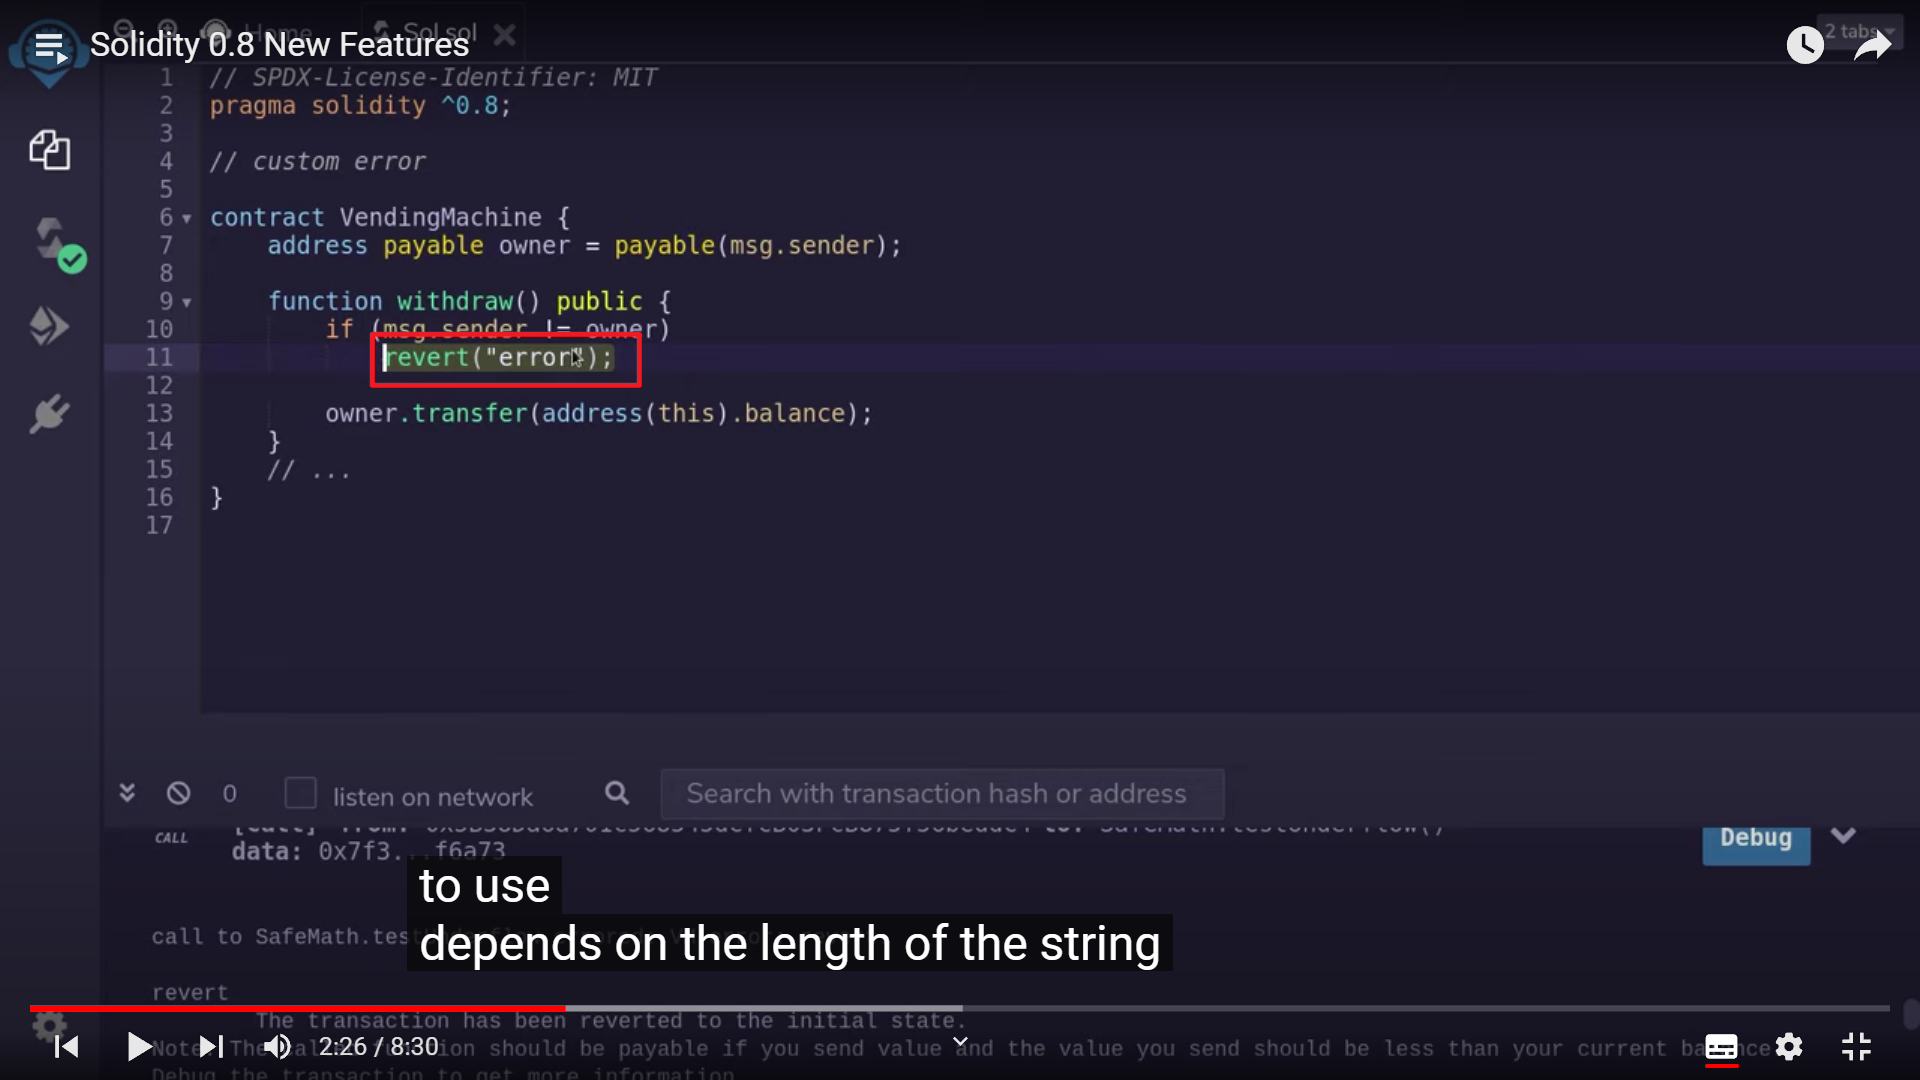 Home
Sol.sol
2 tabs
Solidity 0.8 New Features
1 // SPDX-License-Identifier: MIT
2 pragma solidity ^0.8;
3
4 // custom error
5
6 contract VendingMachine {
7 address payable owner = payable(msg.sender);
8
9 function withdraw() public {
10 if (msg.sender != owner)
11 revert("error");
12
13 owner.transfer(address(this).balance);
14 }
15 // ...
16 }
17
0
listen on network
Search with transaction hash or address
CALL
data: 0x7f3...f6a73
Debug
to use
call to SafeMath.test
depends on the length of the string
revert
The transaction has been reverted to the initial state.
2:26 / 8:30
Note: The called function should be payable if you send value and the value you send should be less than your current balance
Debug the transaction to get more information